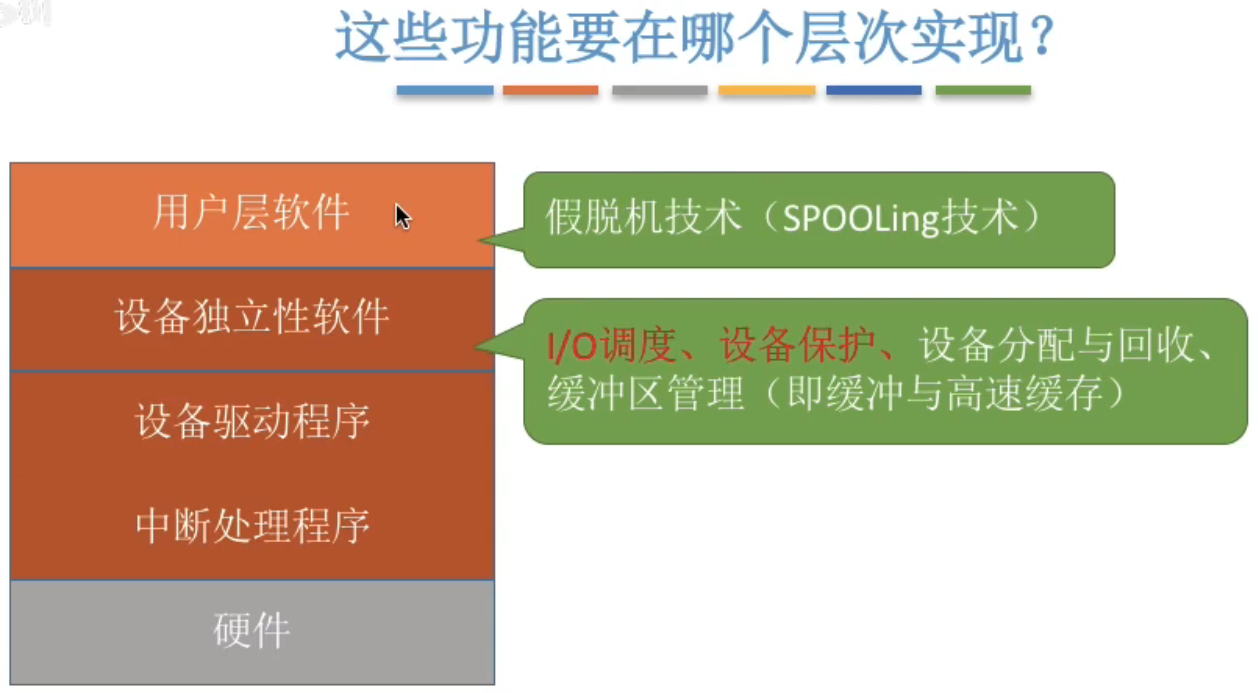 这些功能要在哪个层次实现？
用户层软件
假脱机技术（SPOOLing技术）
设备独立性软件
I/O调度、设备保护、设备分配与回收、
缓冲区管理（即缓冲与高速缓存）
设备驱动程序
中断处理程序
硬件